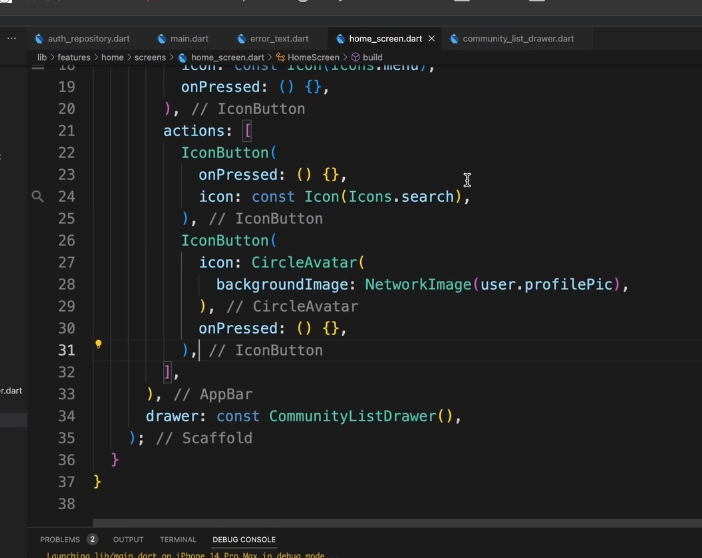 auth_repository.dart main.dart error_text.dart home_screen.dart × community_list_drawer.dart
lib > features > home > screens > home_screen.dart > HomeScreen > build
18 icon: const Icon(Icons.menu),
19 onPressed: () {},
20 ), // IconButton
21 actions: [
22 IconButton(
23 onPressed: () {},
24 icon: const Icon(Icons.search),
25 ), // IconButton
26 IconButton(
27 icon: CircleAvatar(
28 backgroundImage: NetworkImage(user.profilePic),
29 ), // CircleAvatar
30 onPressed: () {},
31 ), // IconButton
32 ],
33 ), // AppBar
34 drawer: const CommunityListDrawer(),
35 ); // Scaffold
36 }
37 }
38
r.dart
PROBLEMS 2 OUTPUT TERMINAL DEBUG CONSOLE
Launching lib/main.dart on iPhone 14 Pro Max in debug mode...